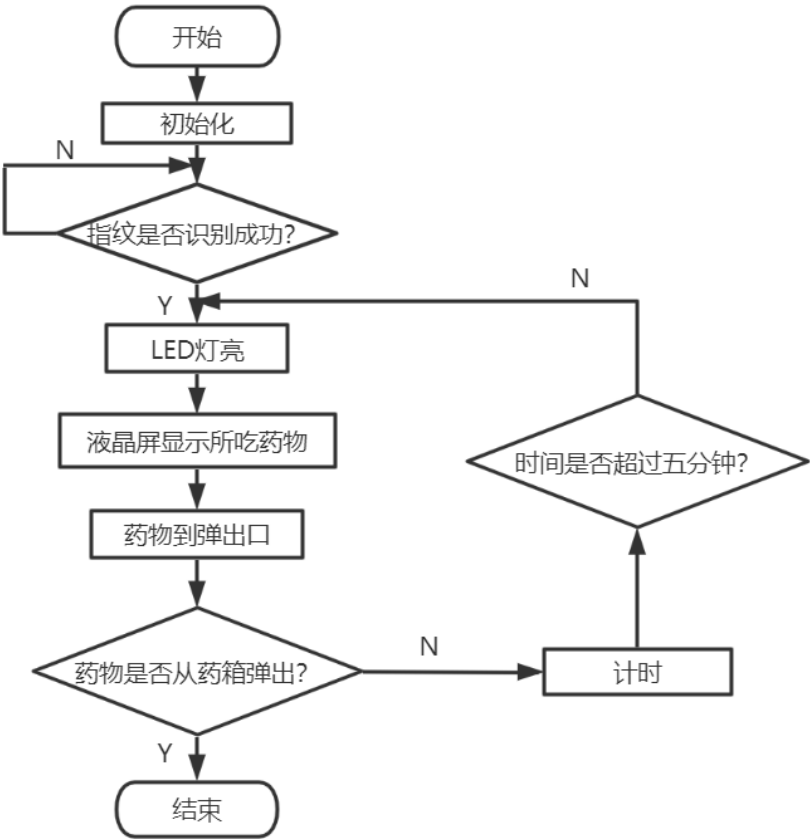 开始
初始化
N
指纹是否识别成功？
N
Y
LED灯亮
液晶屏显示所吃药物
时间是否超过五分钟？
药物到弹出口
N
药物是否从药箱弹出？
计时
Y
结束